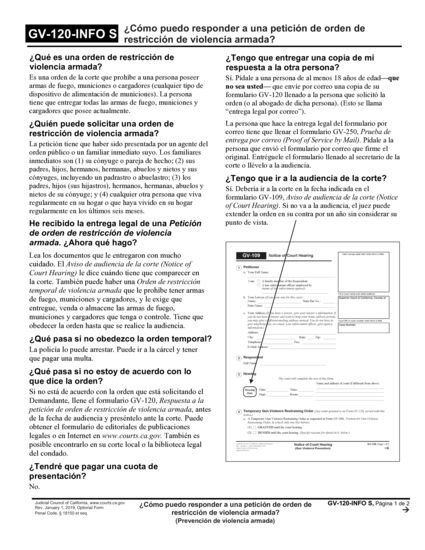 GV-120-INFO S
¿Cómo puedo responder a una petición de orden de
restricción de violencia armada?
¿Qué es una orden de restricción de
violencia armada?
Es una orden de la corte que prohíbe a una persona poseer
armas de fuego, municiones o cargadores (cualquier tipo de
dispositivo de alimentación de municiones). La persona
tiene que entregar todas las armas de fuego, municiones y
cargadores que posee actualmente.
¿Quién puede solicitar una orden de
restricción de violencia armada?
La petición tiene que haber sido presentada por un agente del
orden público o un familiar inmediato suyo. Los familiares
inmediatos son (1) su cónyuge o pareja de hecho; (2) sus
padres, hijos, hermanos, hermanas, abuelos y nietos y sus
cónyuges, incluyendo un padrastro o abuelastro; (3) los
padres, hijos (sus hijastros), hermanos, hermanas, abuelos y
nietos de su cónyuge; y (4) cualquier otra persona que viva
regularmente en su hogar o que haya vivido en su hogar
regularmente en los últimos seis meses.
He recibido la entrega legal de una Petición
de orden de restricción de violencia
armada. ¿Ahora qué hago?
Lea los documentos que le entregaron con mucho
cuidado. El Aviso de audiencia de la corte (Notice of
Court Hearing) le dice cuándo tiene que comparecer en
la corte. También puede haber una Orden de restricción
temporal de violencia armada que le prohíbe tener armas
de fuego, municiones y cargadores, y le exige que
entregue, venda o almacene las armas de fuego,
municiones y cargadores que tenga o controle. Tiene que
obedecer la orden hasta que se realice la audiencia.
¿Qué pasa si no obedezco la orden temporal?
La policía lo puede arrestar. Puede ir a la cárcel y tener
que pagar una multa.
¿Qué pasa si no estoy de acuerdo con lo
que dice la orden?
Si no está de acuerdo con la orden que está solicitando el
Demandante, llene el formulario GV-120, Respuesta a la
petición de orden de restricción de violencia armada, antes
de la fecha de audiencia y preséntelo ante la corte. Puede
obtener el formulario de editoriales de publicaciones
legales o en Internet en www.courts.ca.gov. También es
posible encontrarlo en su corte local o la biblioteca legal
del condado.
¿Tendré que pagar una cuota de
presentación?
No.
¿Tengo que entregar una copia de mi
respuesta a la otra persona?
Sí. Pídale a una persona de al menos 18 años de edad—que
no sea usted— que envíe por correo una copia de su
formulario GV-120 llenado a la persona que solicitó la
orden (o al abogado de dicha persona). (Esto se llama
“entrega legal por correo”).
La persona que hace la entrega legal del formulario por
correo tiene que llenar el formulario GV-250, Prueba de
entrega por correo (Proof of Service by Mail). Pídale a la
persona que envió el formulario por correo que firme el
original. Entréguele el formulario llenado al secretario de la
corte o llévelo a la audiencia.
¿Tengo que ir a la audiencia de la corte?
Sí. Debería ir a la corte en la fecha indicada en el
formulario GV-109, Aviso de audiencia de la corte (Notice
of Court Hearing). Si no va a la audiencia, el juez puede
extender la orden en su contra por un año sin considerar su
punto de vista.
GV-109 Notice of Court Hearing
Petitioner
Respondent
Hearing
Temporary Gun Violence Restraining Order
Notice of Court Hearing
(Gun Violence Prevention)
Judicial Council of California, www.courts.ca.gov
Rev. January 1, 2019, Optional Form
Penal Code, § 18150 et seq.
¿Cómo puedo responder a una petición de orden de
restricción de violencia armada?
(Prevención de violencia armada)
GV-120-INFO S, Página 1 de 2